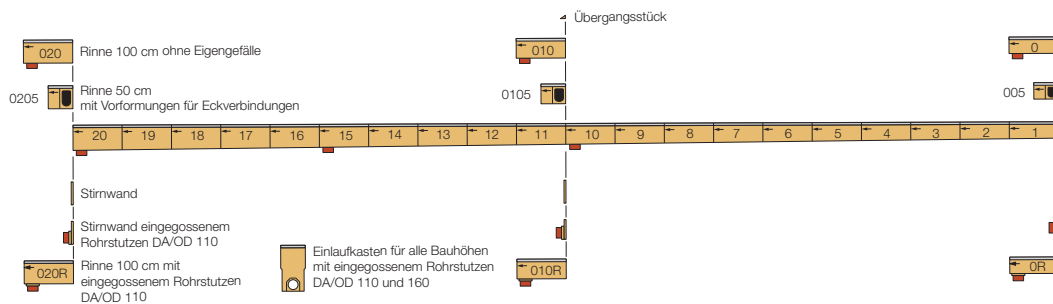 Übergangsstück
020
Rinne 100 cm ohne Eigengefälle
010
0
0205
Rinne 50 cm
mit Vorformungen für Eckverbindungen
0105
005
20 19 18 17 16 15 14 13 12 11 10 9 8 7 6 5 4 3 2 1
Stirnwand
Stirnwand eingegossenem
Rohrstutzen DA/OD 110
020R
Rinne 100 cm mit
eingegossenem Rohrstutzen
DA/OD 110
Einlaufkasten für alle Bauhöhen
mit eingegossenem Rohrstutzen
DA/OD 110 und 160
010R
0R